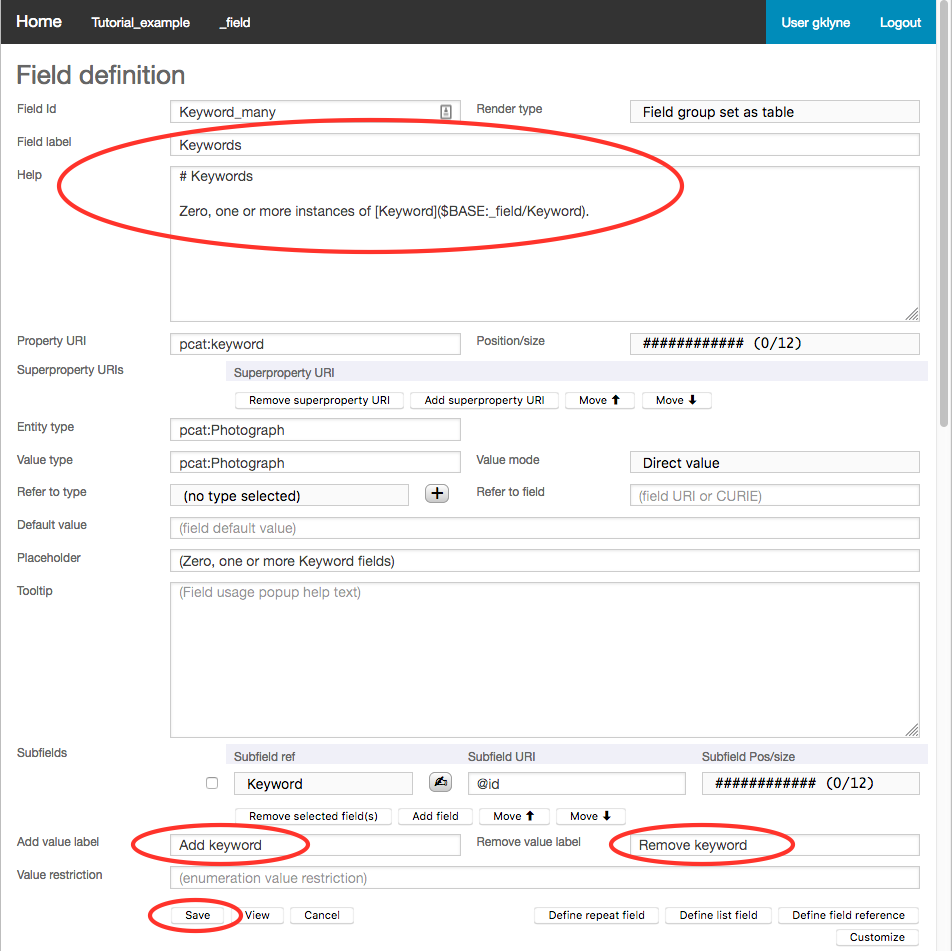 Home Tutorial_example _field User gklyne Logout
Field definition
Field Id Keyword_many Render type Field group set as table
Field label Keywords
Help # Keywords
Zero, one or more instances of [Keyword]($BASE:_field/Keyword).
Property URI pcat:keyword Position/size ############ (0/12)
Superproperty URIs Superproperty URI
Remove superproperty URI Add superproperty URI Move ⬆ Move ⬇
Entity type pcat:Photograph
Value type pcat:Photograph Value mode Direct value
Refer to type (no type selected) + Refer to field (field URI or CURIE)
Default value (field default value)
Placeholder (Zero, one or more Keyword fields)
Tooltip (Field usage popup help text)
Subfields Subfield ref Subfield URI Subfield Pos/size
Keyword @id ############ (0/12)
Remove selected field(s) Add field Move ⬆ Move ⬇
Add value label Add keyword Remove value label Remove keyword
Value restriction (enumeration value restriction)
Save View Cancel Define repeat field Define list field Define field reference
Customize